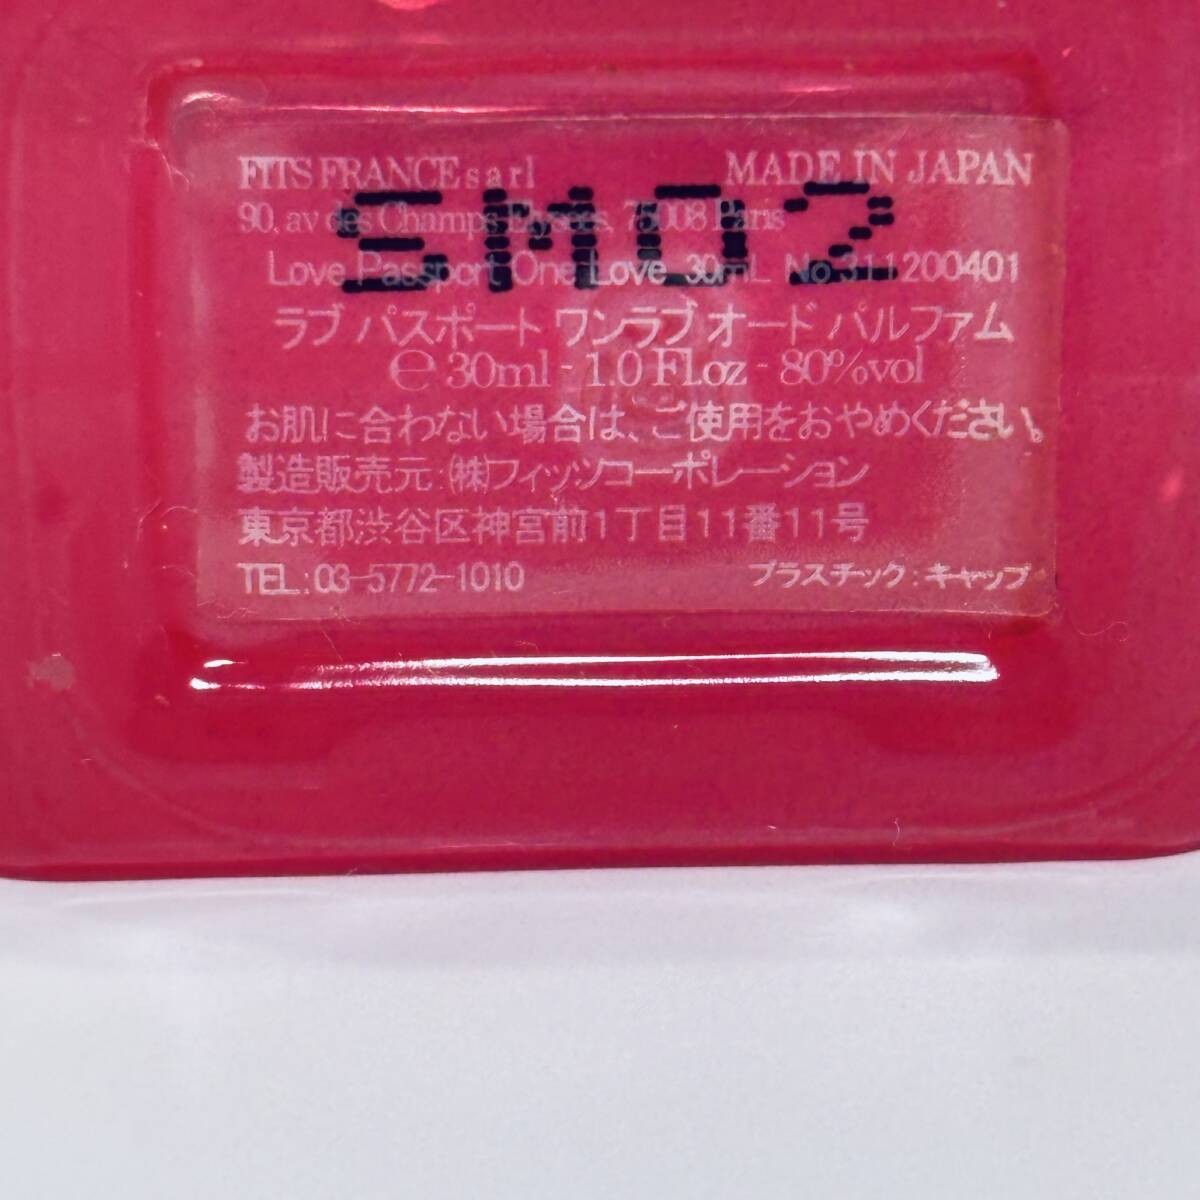 FITS FRANCE sarl MADE IN JAPAN
SM02
90, av des Champs Elysées, 75008 Paris
Love Passport One Love 30mL No.311200401
ラブ パスポート ワンラブ オード パルファム
℮ 30ml - 1.0 Fl.oz - 80%vol
お肌に合わない場合は、ご使用をおやめください。
製造販売元:(株)フィッツコーポレーション
東京都渋谷区神宮前1丁目11番11号
TEL:03-5772-1010 プラスチック:キャップ